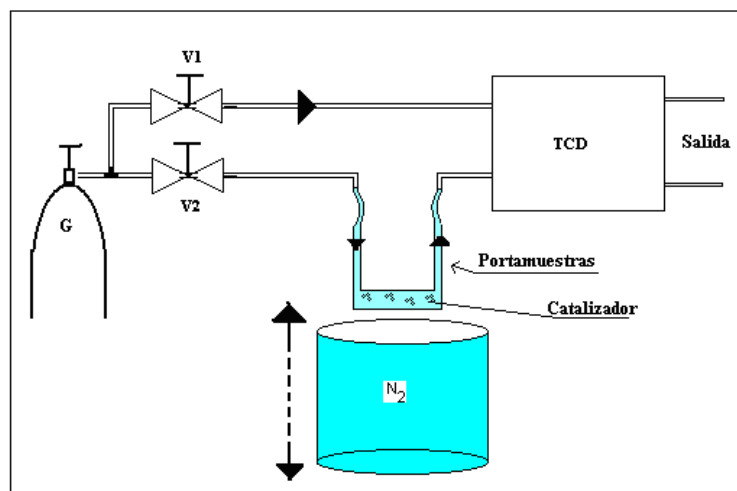 V1
TCD
Salida
V2
G
Portamuestras
Catalizador
N2